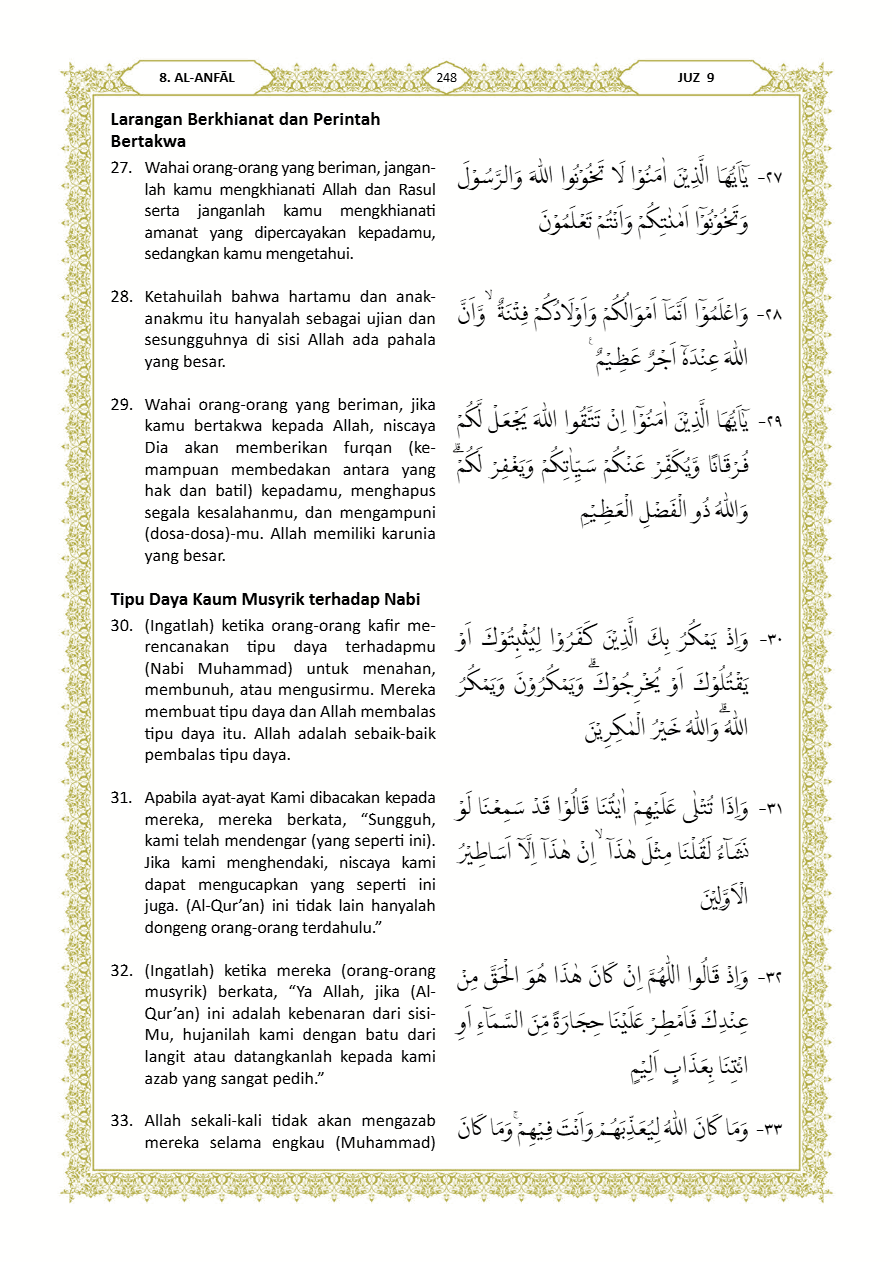 8. AL-ANFĀL
248
JUZ 9
Larangan Berkhianat dan Perintah
Bertakwa
27. Wahai orang-orang yang beriman, jangan-
lah kamu mengkhianati Allah dan Rasul
serta janganlah kamu mengkhianati
amanat yang dipercayakan kepadamu,
sedangkan kamu mengetahui.
٢٧- يٰٓاَيُّهَا الَّذِيْنَ اٰمَنُوْا لَا تَخُوْنُوا اللّٰهَ وَالرَّسُوْلَ
وَتَخُوْنُوْٓا اَمٰنٰتِكُمْ وَاَنْتُمْ تَعْلَمُوْنَ
28. Ketahuilah bahwa hartamu dan anak-
anakmu itu hanyalah sebagai ujian dan
sesungguhnya di sisi Allah ada pahala
yang besar.
٢٨- وَاعْلَمُوْٓا اَنَّمَآ اَمْوَالُكُمْ وَاَوْلَادُكُمْ فِتْنَةٌ ۙوَّاَنَّ
اللّٰهَ عِنْدَهٗٓ اَجْرٌ عَظِيْمٌ ࣖ
29. Wahai orang-orang yang beriman, jika
kamu bertakwa kepada Allah, niscaya
Dia akan memberikan furqan (ke-
mampuan membedakan antara yang
hak dan batil) kepadamu, menghapus
segala kesalahanmu, dan mengampuni
(dosa-dosa)-mu. Allah memiliki karunia
yang besar.
٢٩- يٰٓاَيُّهَا الَّذِيْنَ اٰمَنُوْٓا اِنْ تَتَّقُوا اللّٰهَ يَجْعَلْ لَّكُمْ
فُرْقَانًا وَّيُكَفِّرْ عَنْكُمْ سَيِّاٰتِكُمْ وَيَغْفِرْ لَكُمْۗ
وَاللّٰهُ ذُو الْفَضْلِ الْعَظِيْمِ
Tipu Daya Kaum Musyrik terhadap Nabi
30. (Ingatlah) ketika orang-orang kafir me-
rencanakan tipu daya terhadapmu
(Nabi Muhammad) untuk menahan,
membunuh, atau mengusirmu. Mereka
membuat tipu daya dan Allah membalas
tipu daya itu. Allah adalah sebaik-baik
pembalas tipu daya.
٣٠- وَاِذْ يَمْكُرُ بِكَ الَّذِيْنَ كَفَرُوْا لِيُثْبِتُوْكَ اَوْ
يَقْتُلُوْكَ اَوْ يُخْرِجُوْكَۗ وَيَمْكُرُوْنَ وَيَمْكُرُ
اللّٰهُ ۗوَاللّٰهُ خَيْرُ الْمٰكِرِيْنَ
31. Apabila ayat-ayat Kami dibacakan kepada
mereka, mereka berkata, “Sungguh,
kami telah mendengar (yang seperti ini).
Jika kami menghendaki, niscaya kami
dapat mengucapkan yang seperti ini
juga. (Al-Qur’an) ini tidak lain hanyalah
dongeng orang-orang terdahulu.”
٣١- وَاِذَا تُتْلٰى عَلَيْهِمْ اٰيٰتُنَا قَالُوْا قَدْ سَمِعْنَا لَوْ
نَشَاۤءُ لَقُلْنَا مِثْلَ هٰذَآ ۙاِنْ هٰذَآ اِلَّآ اَسَاطِيْرُ
الْاَوَّلِيْنَ
32. (Ingatlah) ketika mereka (orang-orang
musyrik) berkata, “Ya Allah, jika (Al-
Qur’an) ini adalah kebenaran dari sisi-
Mu, hujanilah kami dengan batu dari
langit atau datangkanlah kepada kami
azab yang sangat pedih.”
٣٢- وَاِذْ قَالُوا اللّٰهُمَّ اِنْ كَانَ هٰذَا هُوَ الْحَقَّ مِنْ
عِنْدِكَ فَاَمْطِرْ عَلَيْنَا حِجَارَةً مِّنَ السَّمَاۤءِ اَوِ
ائْتِنَا بِعَذَابٍ اَلِيْمٍ
33. Allah sekali-kali tidak akan mengazab
mereka selama engkau (Muhammad)
٣٣- وَمَا كَانَ اللّٰهُ لِيُعَذِّبَهُمْ وَاَنْتَ فِيْهِمْۚ وَمَا كَانَ